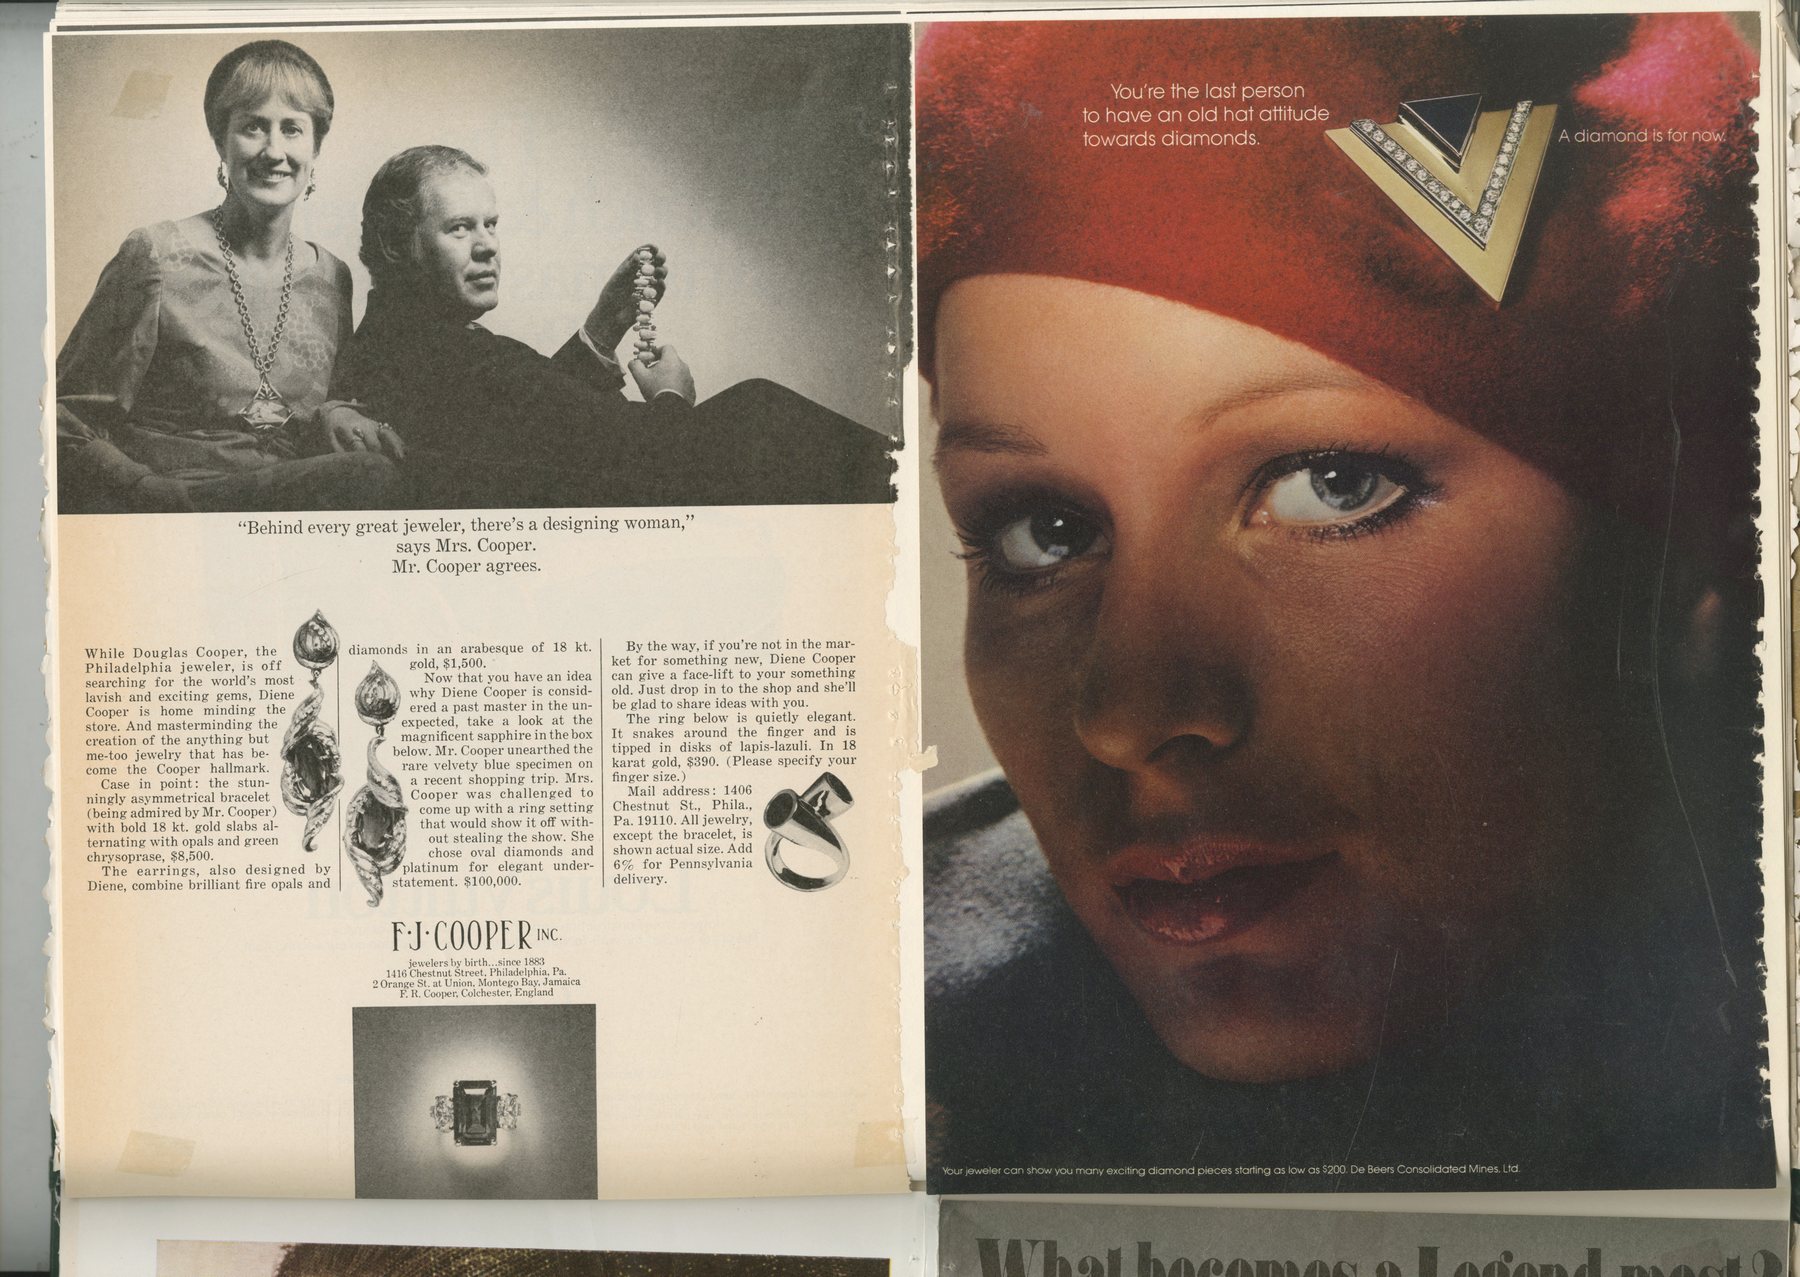 "Behind every great jeweler, there's a designing woman,"
says Mrs. Cooper.
Mr. Cooper agrees.
While Douglas Cooper, the
Philadelphia jeweler, is off
searching for the world's most
lavish and exciting gems, Diene
Cooper is home minding the
store. And masterminding the
creation of the anything but
me-too jewelry that has be-
come the Cooper hallmark.
Case in point: the stun-
ningly asymmetrical bracelet
(being admired by Mr. Cooper)
with bold 18 kt. gold slabs al-
ternating with opals and green
chrysoprase, $8,500.
The earrings, also designed by
Diene, combine brilliant fire opals and
diamonds in an arabesque of 18 kt.
gold, $1,500.
Now that you have an idea
why Diene Cooper is consid-
ered a past master in the un-
expected, take a look at the
magnificent sapphire in the box
below. Mr. Cooper unearthed the
rare velvety blue specimen on
a recent shopping trip. Mrs.
Cooper was challenged to
come up with a ring setting
that would show it off with-
out stealing the show. She
chose oval diamonds and
platinum for elegant under-
statement. $100,000.
By the way, if you're not in the mar-
ket for something new, Diene Cooper
can give a face-lift to your something
old. Just drop in to the shop and she'll
be glad to share ideas with you.
The ring below is quietly elegant.
It snakes around the finger and is
tipped in disks of lapis-lazuli. In 18
karat gold, $390. (Please specify your
finger size.)
Mail address: 1406
Chestnut St., Phila.,
Pa. 19110. All jewelry,
except the bracelet, is
shown actual size. Add
6% for Pennsylvania
delivery.
F·J·COOPER INC.
jewelers by birth...since 1883
1416 Chestnut Street, Philadelphia, Pa.
2 Orange St. at Union, Montego Bay, Jamaica
F. R. Cooper, Colchester, England
You're the last person
to have an old hat attitude
towards diamonds.
A diamond is for now.
Your jeweler can show you many exciting diamond pieces starting as low as $200. De Beers Consolidated Mines, Ltd.
What becomes a Legend most?